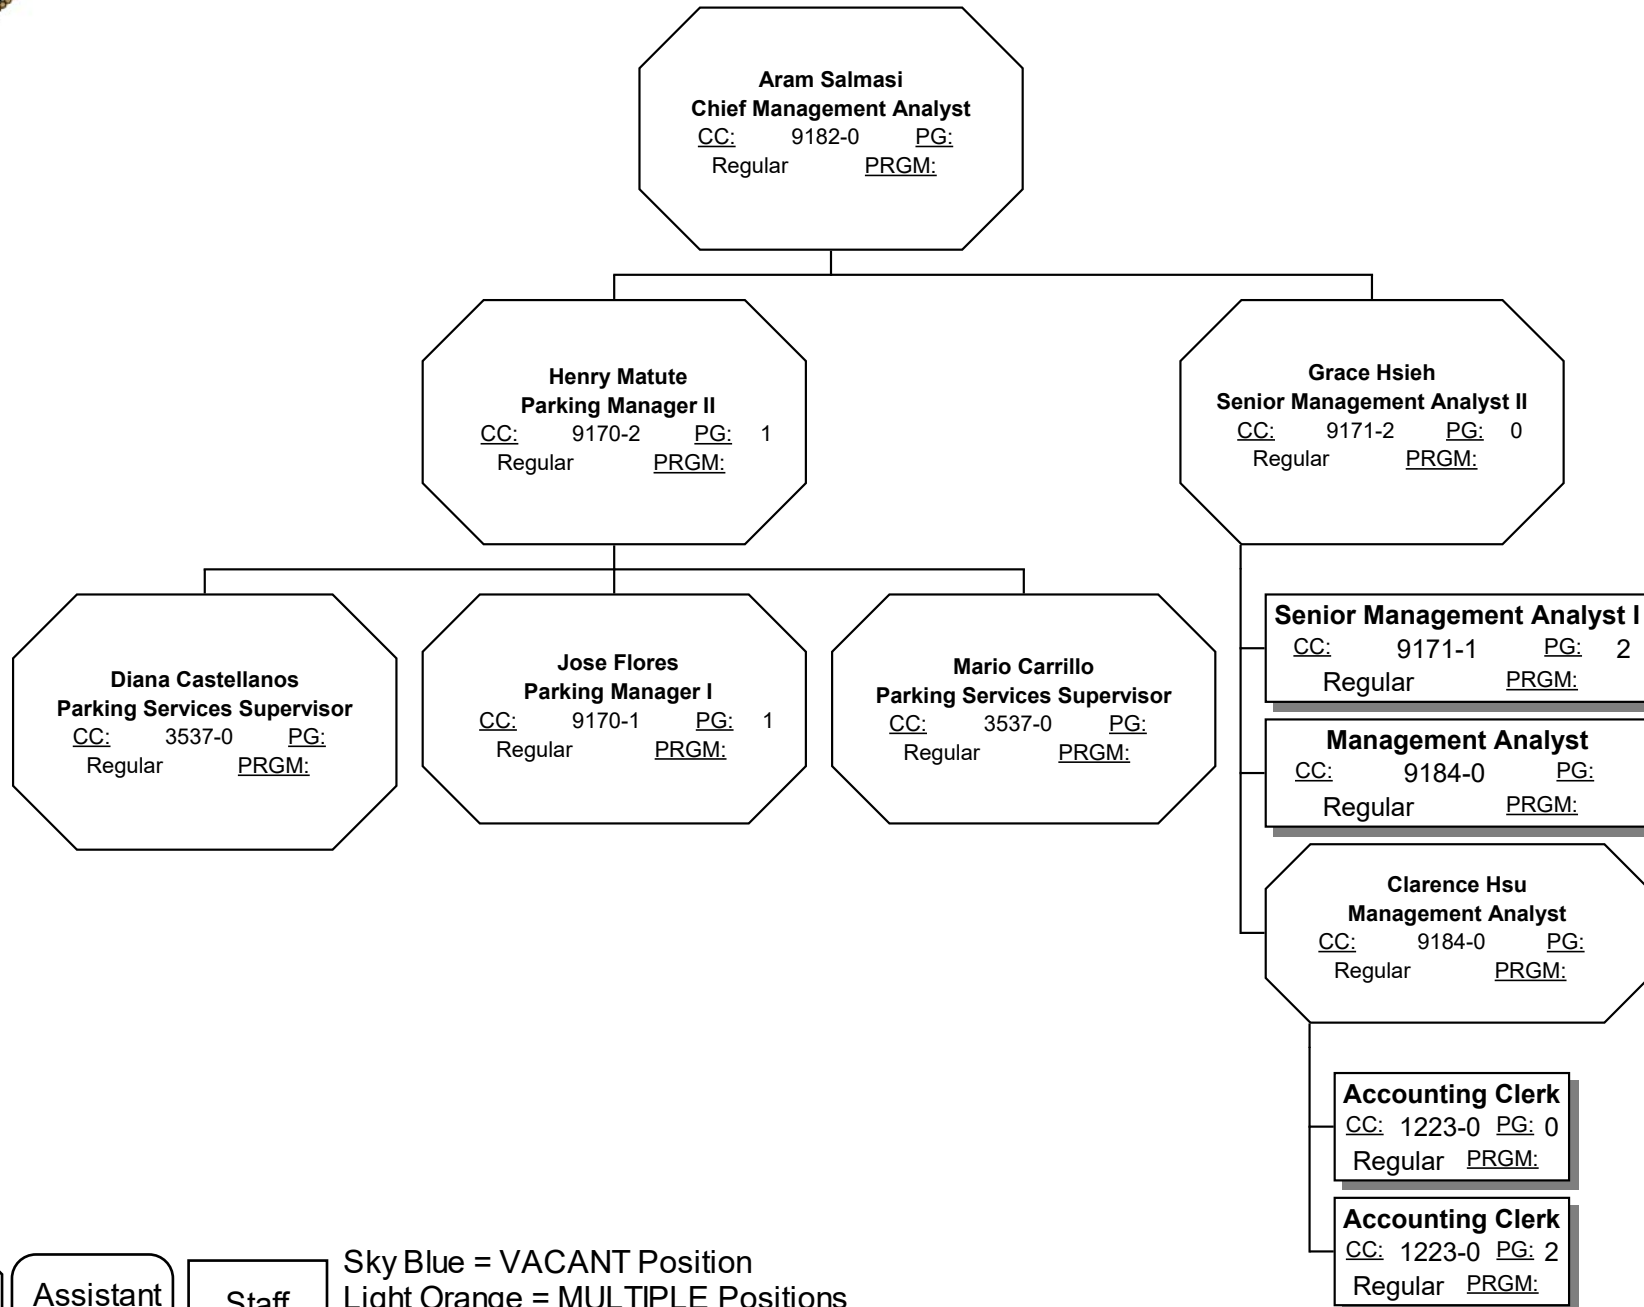 Aram Salmasi
Chief Management Analyst
CC: 9182-0 PG:
Regular PRGM:
Henry Matute
Parking Manager II
CC: 9170-2 PG: 1
Regular PRGM:
Grace Hsieh
Senior Management Analyst II
CC: 9171-2 PG: 0
Regular PRGM:
Diana Castellanos
Parking Services Supervisor
CC: 3537-0 PG:
Regular PRGM:
Jose Flores
Parking Manager I
CC: 9170-1 PG: 1
Regular PRGM:
Mario Carrillo
Parking Services Supervisor
CC: 3537-0 PG:
Regular PRGM:
Senior Management Analyst I
CC: 9171-1 PG: 2
Regular PRGM:
Management Analyst
CC: 9184-0 PG:
Regular PRGM:
Clarence Hsu
Management Analyst
CC: 9184-0 PG:
Regular PRGM:
Accounting Clerk
CC: 1223-0 PG: 0
Regular PRGM:
Accounting Clerk
CC: 1223-0 PG: 2
Regular PRGM:
Assistant
Staff
Sky Blue = VACANT Position
Light Orange = MULTIPLE Positions